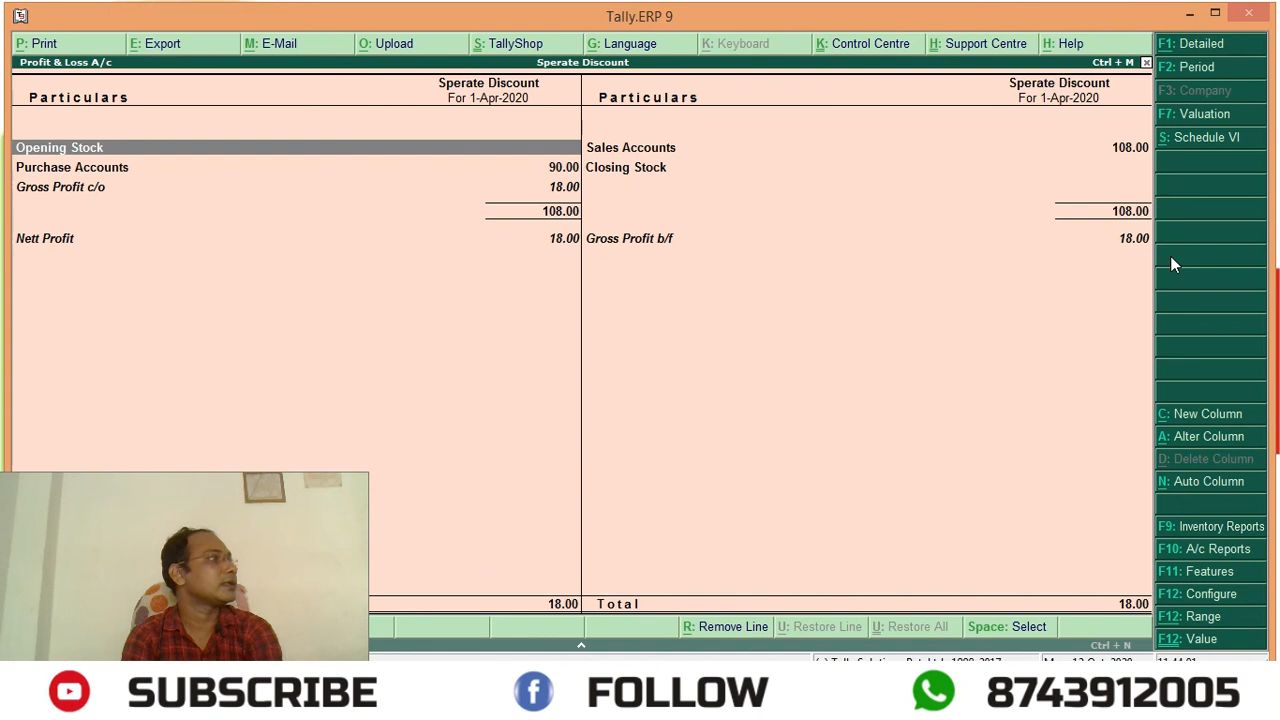 Tally.ERP 9
P: Print E: Export M: E-Mail O: Upload S: TallyShop G: Language K: Keyboard K: Control Centre H: Support Centre H: Help
Profit & Loss A/c Sperate Discount Ctrl + M
Particulars Sperate Discount Particulars Sperate Discount
For 1-Apr-2020 For 1-Apr-2020
Opening Stock Sales Accounts 108.00
Purchase Accounts 90.00 Closing Stock
Gross Profit c/o 18.00
108.00 108.00
Nett Profit 18.00 Gross Profit b/f 18.00
18.00 Total 18.00
R: Remove Line U: Restore Line U: Restore All Space: Select
Ctrl + N
F1: Detailed
F2: Period
F3: Company
F7: Valuation
S: Schedule VI
C: New Column
A: Alter Column
D: Delete Column
N: Auto Column
F9: Inventory Reports
F10: A/c Reports
F11: Features
F12: Configure
F12: Range
F12: Value
SUBSCRIBE FOLLOW 8743912005